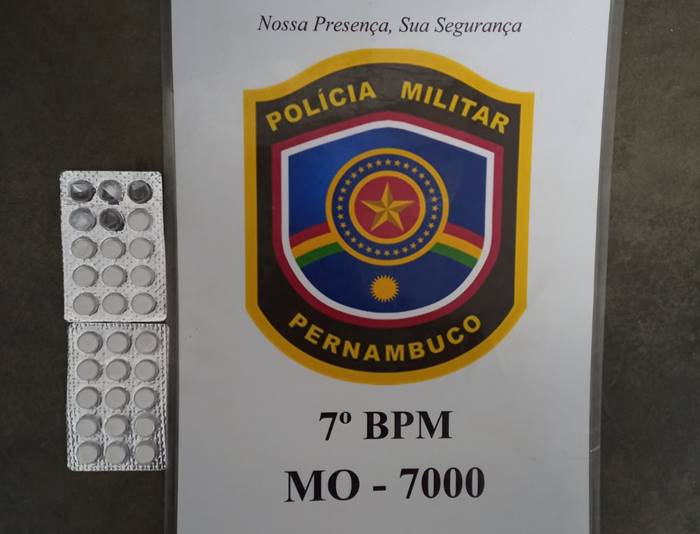 Nossa Presença, Sua Segurança
POLÍCIA MILITAR
PERNAMBUCO
7º BPM
MO - 7000